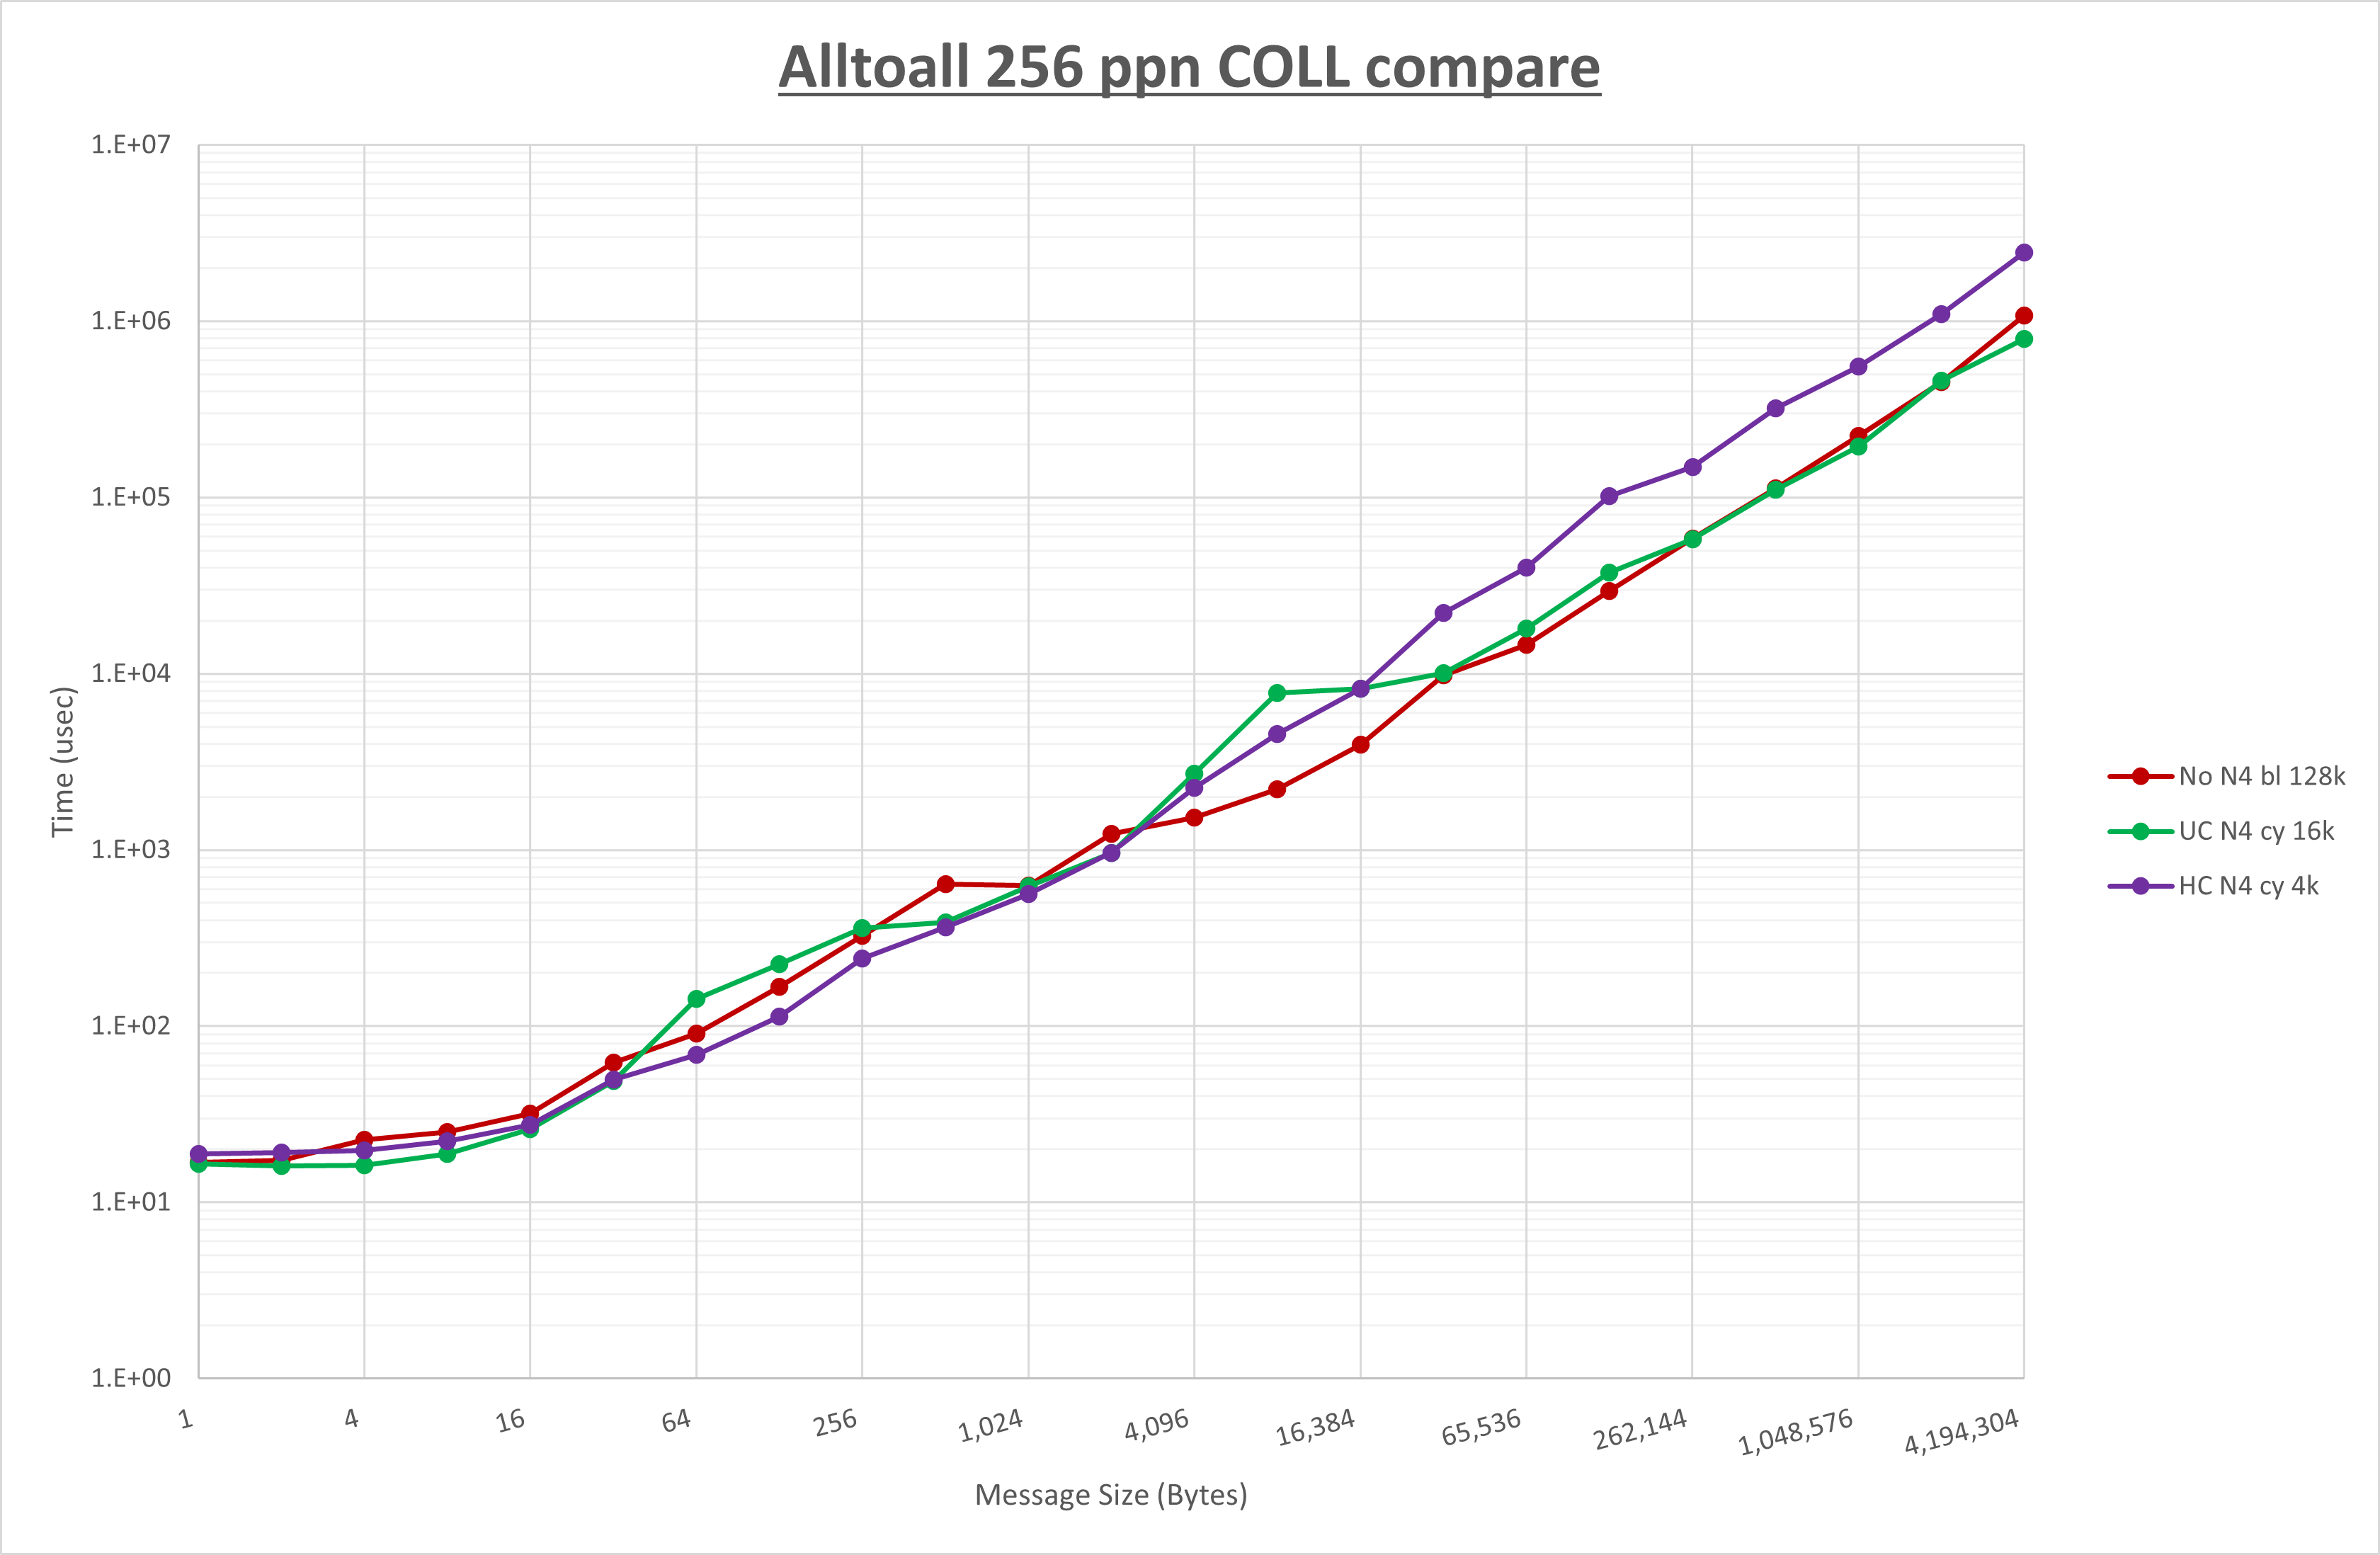 Alltoall 256 ppn COLL compare
1.E+07
1.E+06
1.E+05
1.E+04
1.E+03
1.E+02
1.E+01
1.E+00
Time (usec)
1
4
16
64
256
1,024
4,096
16,384
65,536
262,144
1,048,576
4,194,304
Message Size (Bytes)
No N4 bl 128k
UC N4 cy 16k
HC N4 cy 4k